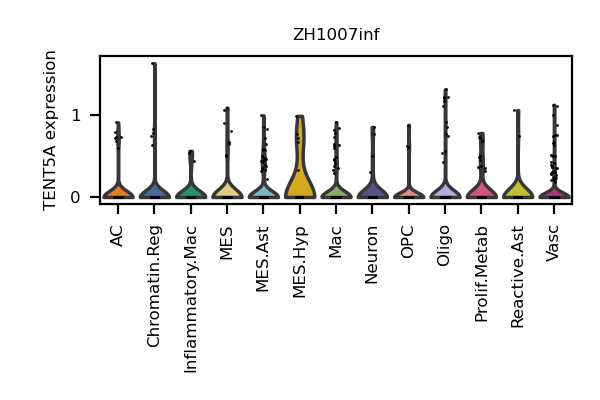 ZH1007inf
TENT5A expression
1
0
AC
Chromatin.Reg
Inflammatory.Mac
MES
MES.Ast
MES.Hyp
Mac
Neuron
OPC
Oligo
Prolif.Metab
Reactive.Ast
Vasc